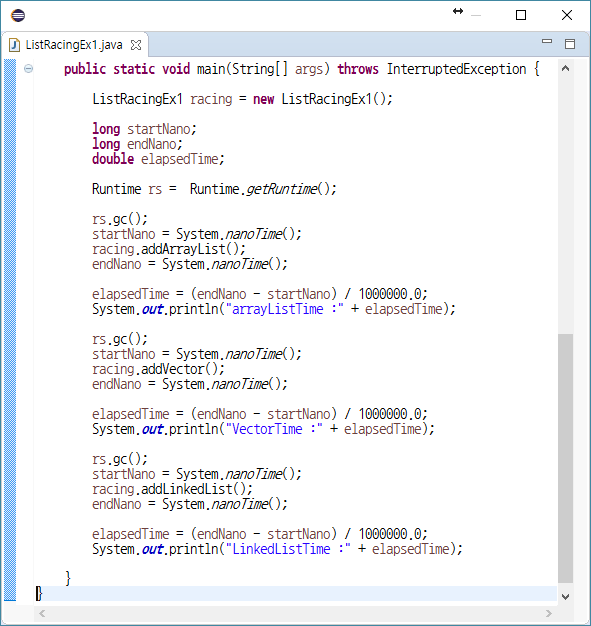 ListRacingEx1.java
public static void main(String[] args) throws InterruptedException {
ListRacingEx1 racing = new ListRacingEx1();
long startNano;
long endNano;
double elapsedTime;
Runtime rs =  Runtime.getRuntime();
rs.gc();
startNano = System.nanoTime();
racing.addArrayList();
endNano = System.nanoTime();
elapsedTime = (endNano - startNano) / 1000000.0;
System.out.println("arrayListTime :" + elapsedTime);
rs.gc();
startNano = System.nanoTime();
racing.addVector();
endNano = System.nanoTime();
elapsedTime = (endNano - startNano) / 1000000.0;
System.out.println("VectorTime :" + elapsedTime);
rs.gc();
startNano = System.nanoTime();
racing.addLinkedList();
endNano = System.nanoTime();
elapsedTime = (endNano - startNano) / 1000000.0;
System.out.println("LinkedListTime :" + elapsedTime);
}
}